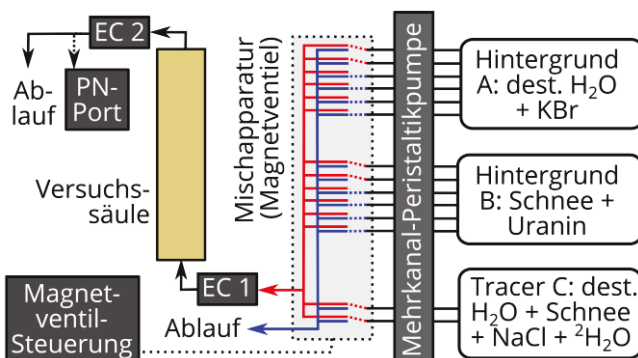 EC 2
Ab-
lauf
PN-
Port
Versuchs-
säule
EC 1
Magnet-
ventil-
Steuerung
Ablauf
Mischapparatur
(Magnetventiel)
Mehrkanal-Peristaltikpumpe
Hintergrund
A: dest. H₂O
+ KBr
Hintergrund
B: Schnee +
Uranin
Tracer C: dest.
H₂O + Schnee
+ NaCl + ²H₂O